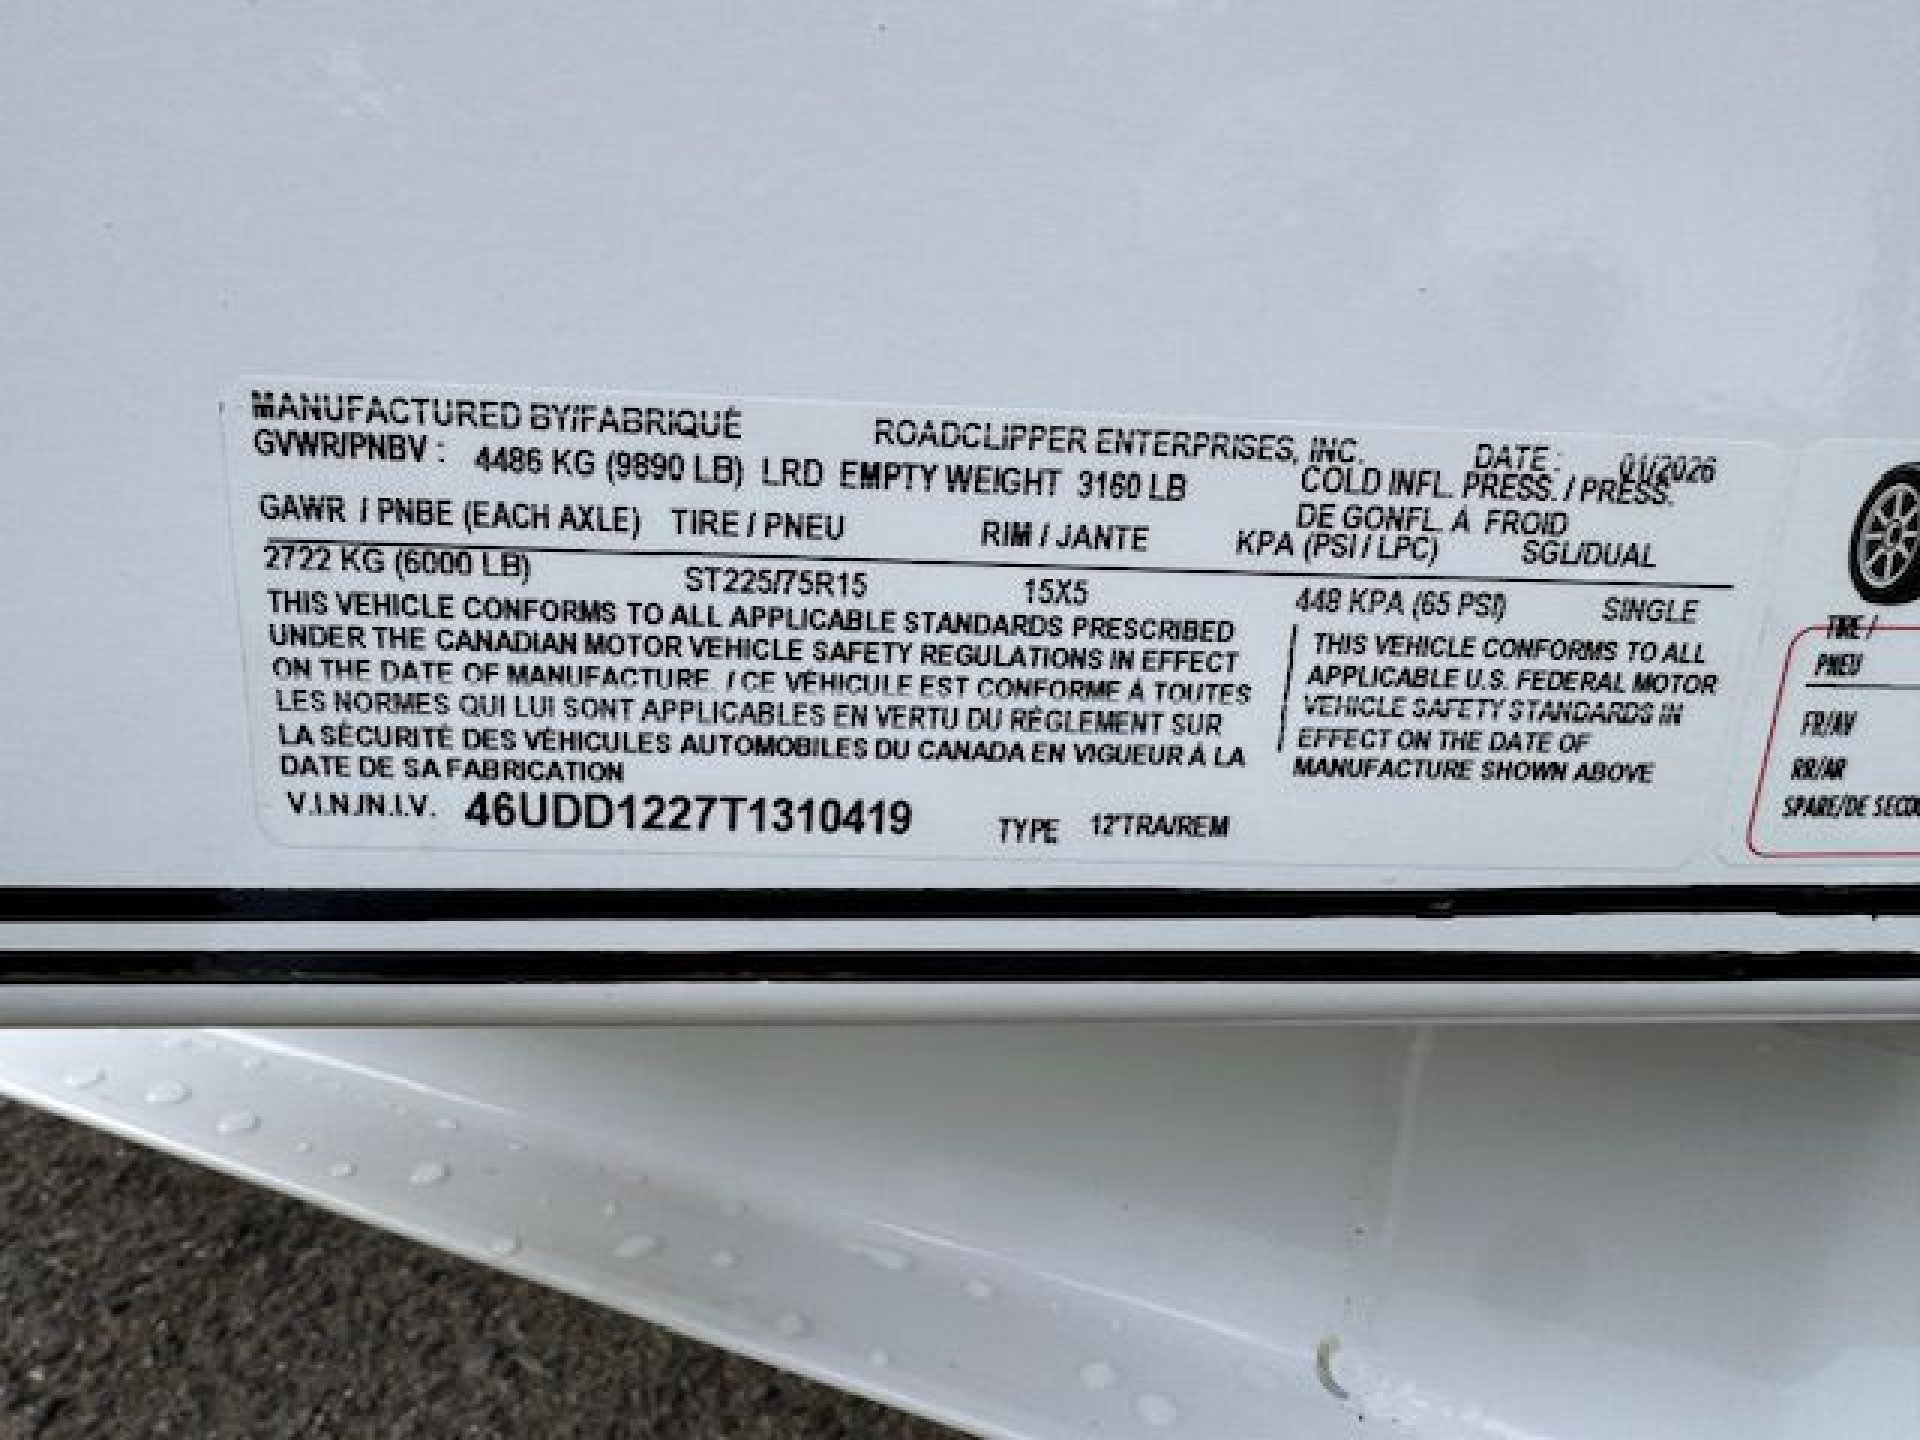 MANUFACTURED BY/FABRIQUÉ ROADCLIPPER ENTERPRISES, INC. DATE : 01/2026
GVWR/PNBV : 4486 KG (9890 LB) LRD EMPTY WEIGHT 3160 LB COLD INFL. PRESS. / PRESS.
DE GONFL. A FROID
GAWR / PNBE (EACH AXLE) TIRE / PNEU RIM / JANTE KPA (PSI / LPC) SGL/DUAL
2722 KG (6000 LB) ST225/75R15 15X5 448 KPA (65 PSI) SINGLE
THIS VEHICLE CONFORMS TO ALL APPLICABLE STANDARDS PRESCRIBED
UNDER THE CANADIAN MOTOR VEHICLE SAFETY REGULATIONS IN EFFECT
ON THE DATE OF MANUFACTURE. / CE VÉHICULE EST CONFORME À TOUTES
LES NORMES QUI LUI SONT APPLICABLES EN VERTU DU RÉGLEMENT SUR
LA SÉCURITÉ DES VÉHICULES AUTOMOBILES DU CANADA EN VIGUEUR À LA
DATE DE SA FABRICATION
THIS VEHICLE CONFORMS TO ALL
APPLICABLE U.S. FEDERAL MOTOR
VEHICLE SAFETY STANDARDS IN
EFFECT ON THE DATE OF
MANUFACTURE SHOWN ABOVE
V.I.N./N.I.V. 46UDD1227T1310419 TYPE 12'TRA/REM
TIRE /
PNEU
FR/AV
RR/AR
SPARE/DE